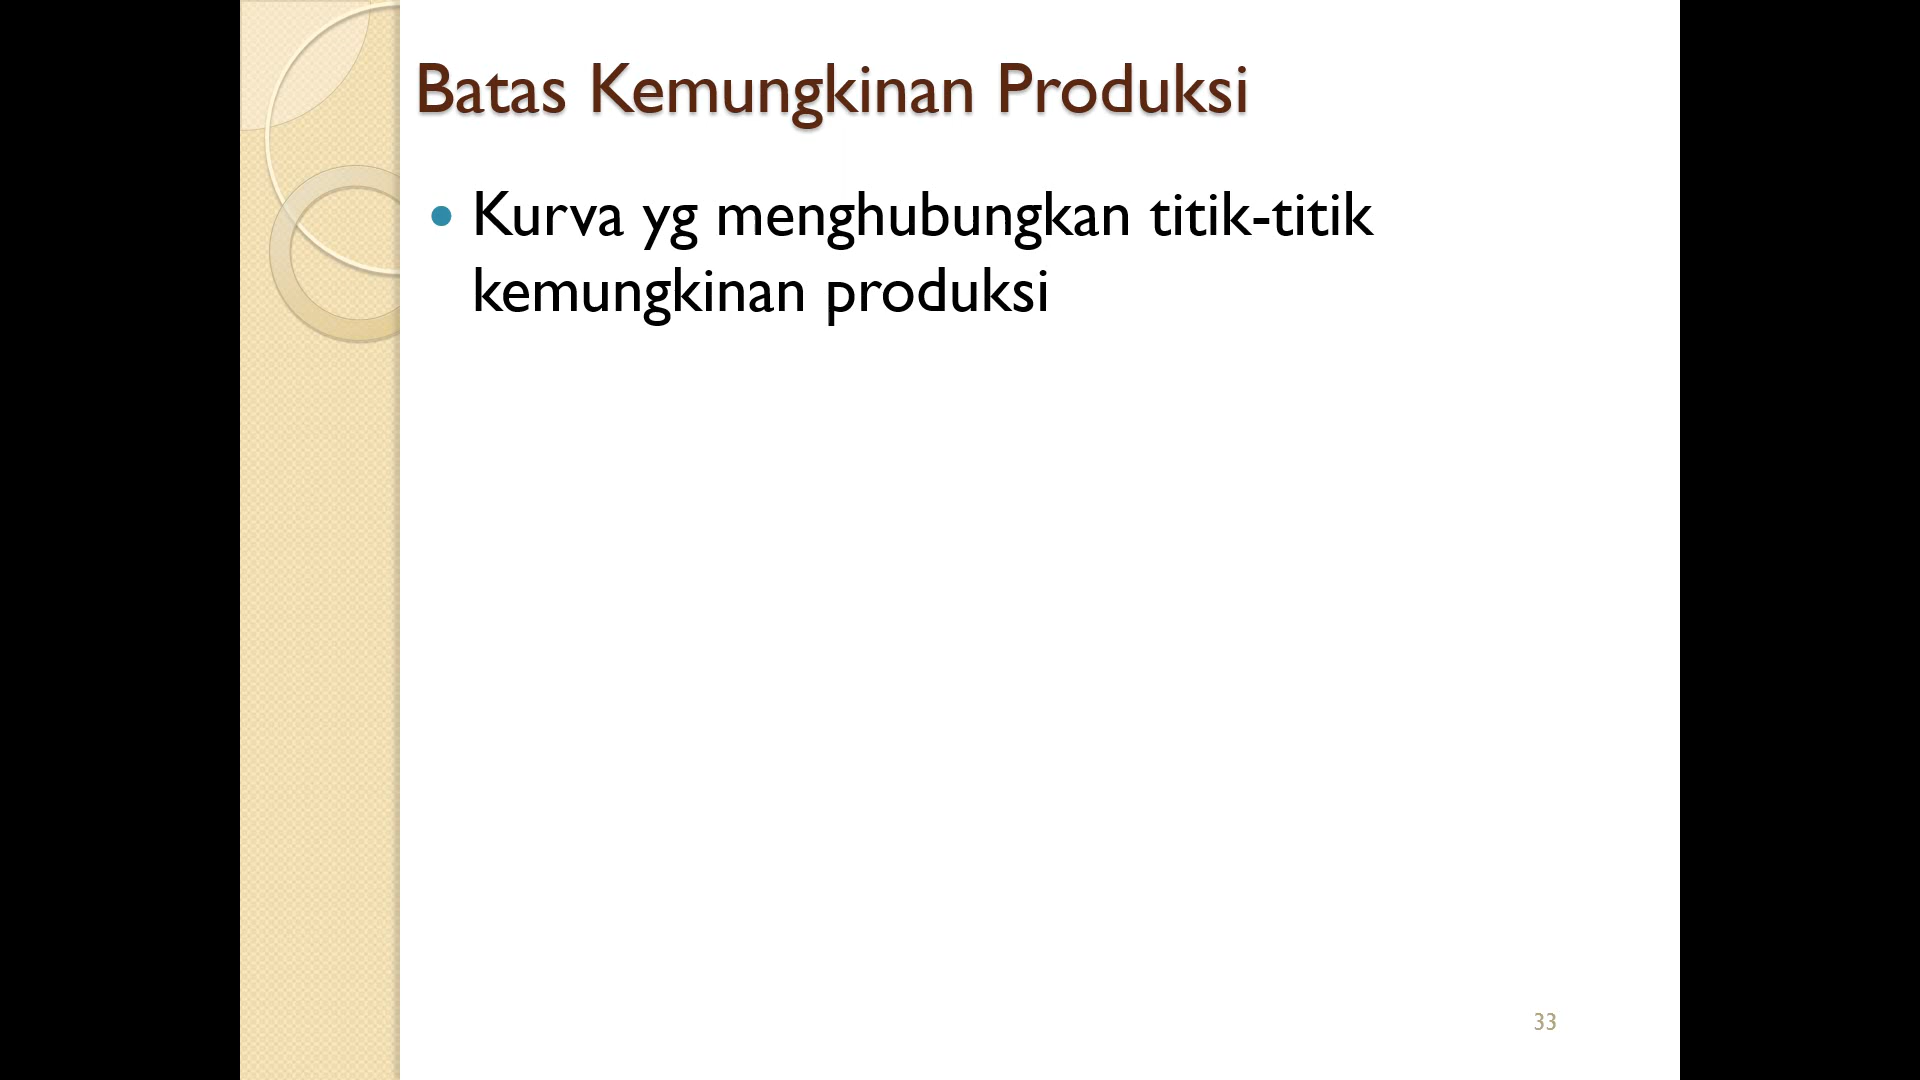 Batas Kemungkinan Produksi
• Kurva yg menghubungkan titik-titik
kemungkinan produksi
33